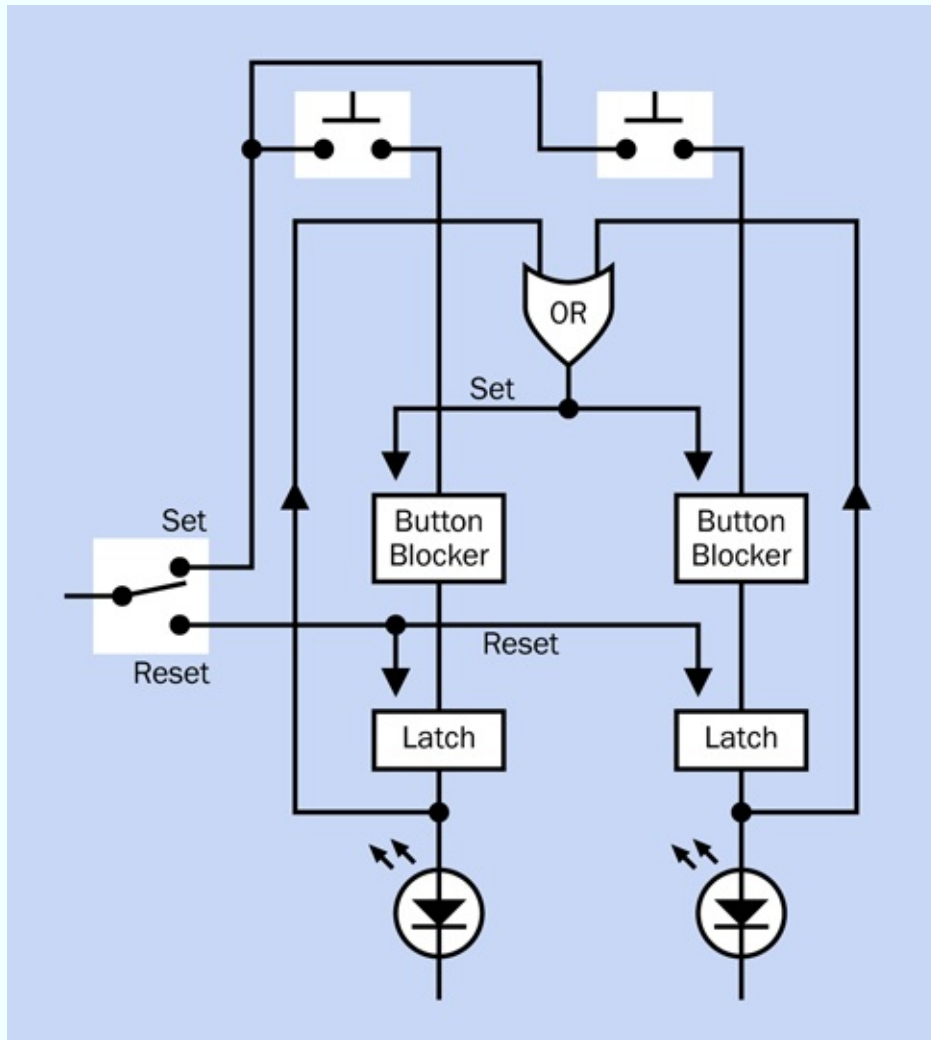 OR
Set
Button
Blocker
Button
Blocker
Set
Reset
Reset
Latch
Latch